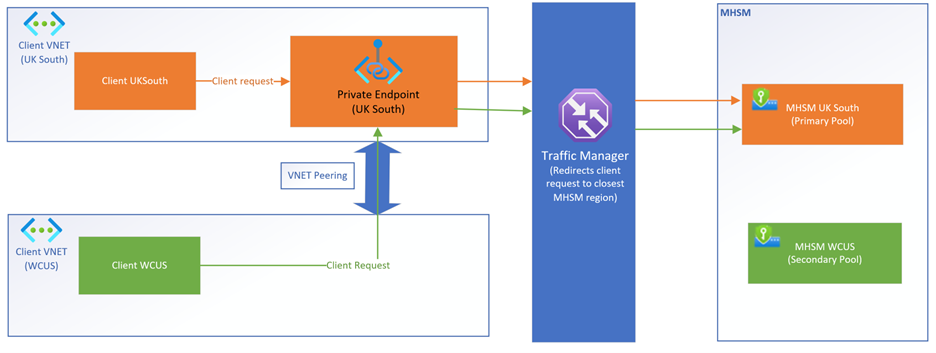 Client VNET
(UK South)
Client UKSouth
Client request
Private Endpoint
(UK South)
VNET Peering
Client VNET
(WCUS)
Client WCUS
Client Request
Traffic Manager
(Redirects client
request to closest
MHSM region)
MHSM
MHSM UK South
(Primary Pool)
MHSM WCUS
(Secondary Pool)